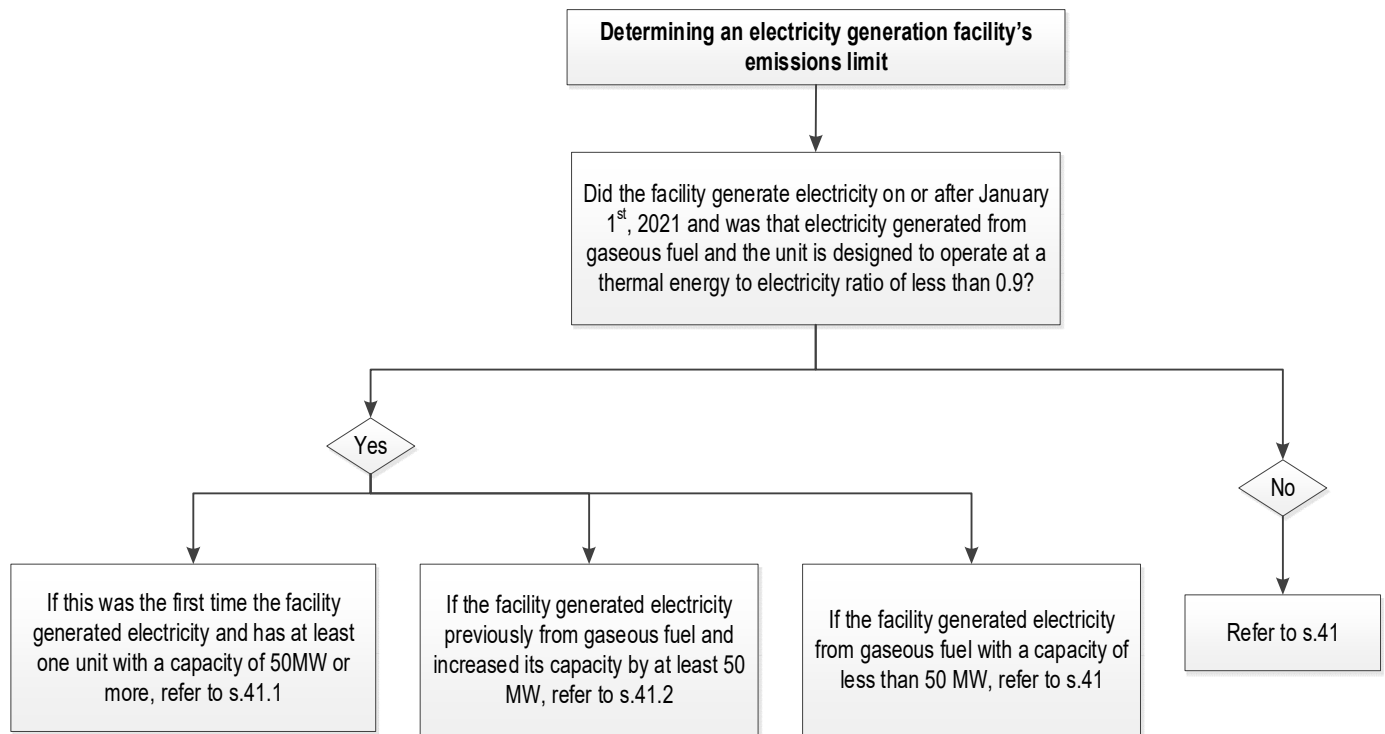 Determining an electricity generation facility’s
emissions limit
Did the facility generate electricity on or after January
1st, 2021 and was that electricity generated from
gaseous fuel and the unit is designed to operate at a
thermal energy to electricity ratio of less than 0.9?
Yes
No
If this was the first time the facility
generated electricity and has at least
one unit with a capacity of 50MW or
more, refer to s.41.1
If the facility generated electricity
previously from gaseous fuel and
increased its capacity by at least 50
MW, refer to s.41.2
If the facility generated electricity
from gaseous fuel with a capacity of
less than 50 MW, refer to s.41
Refer to s.41